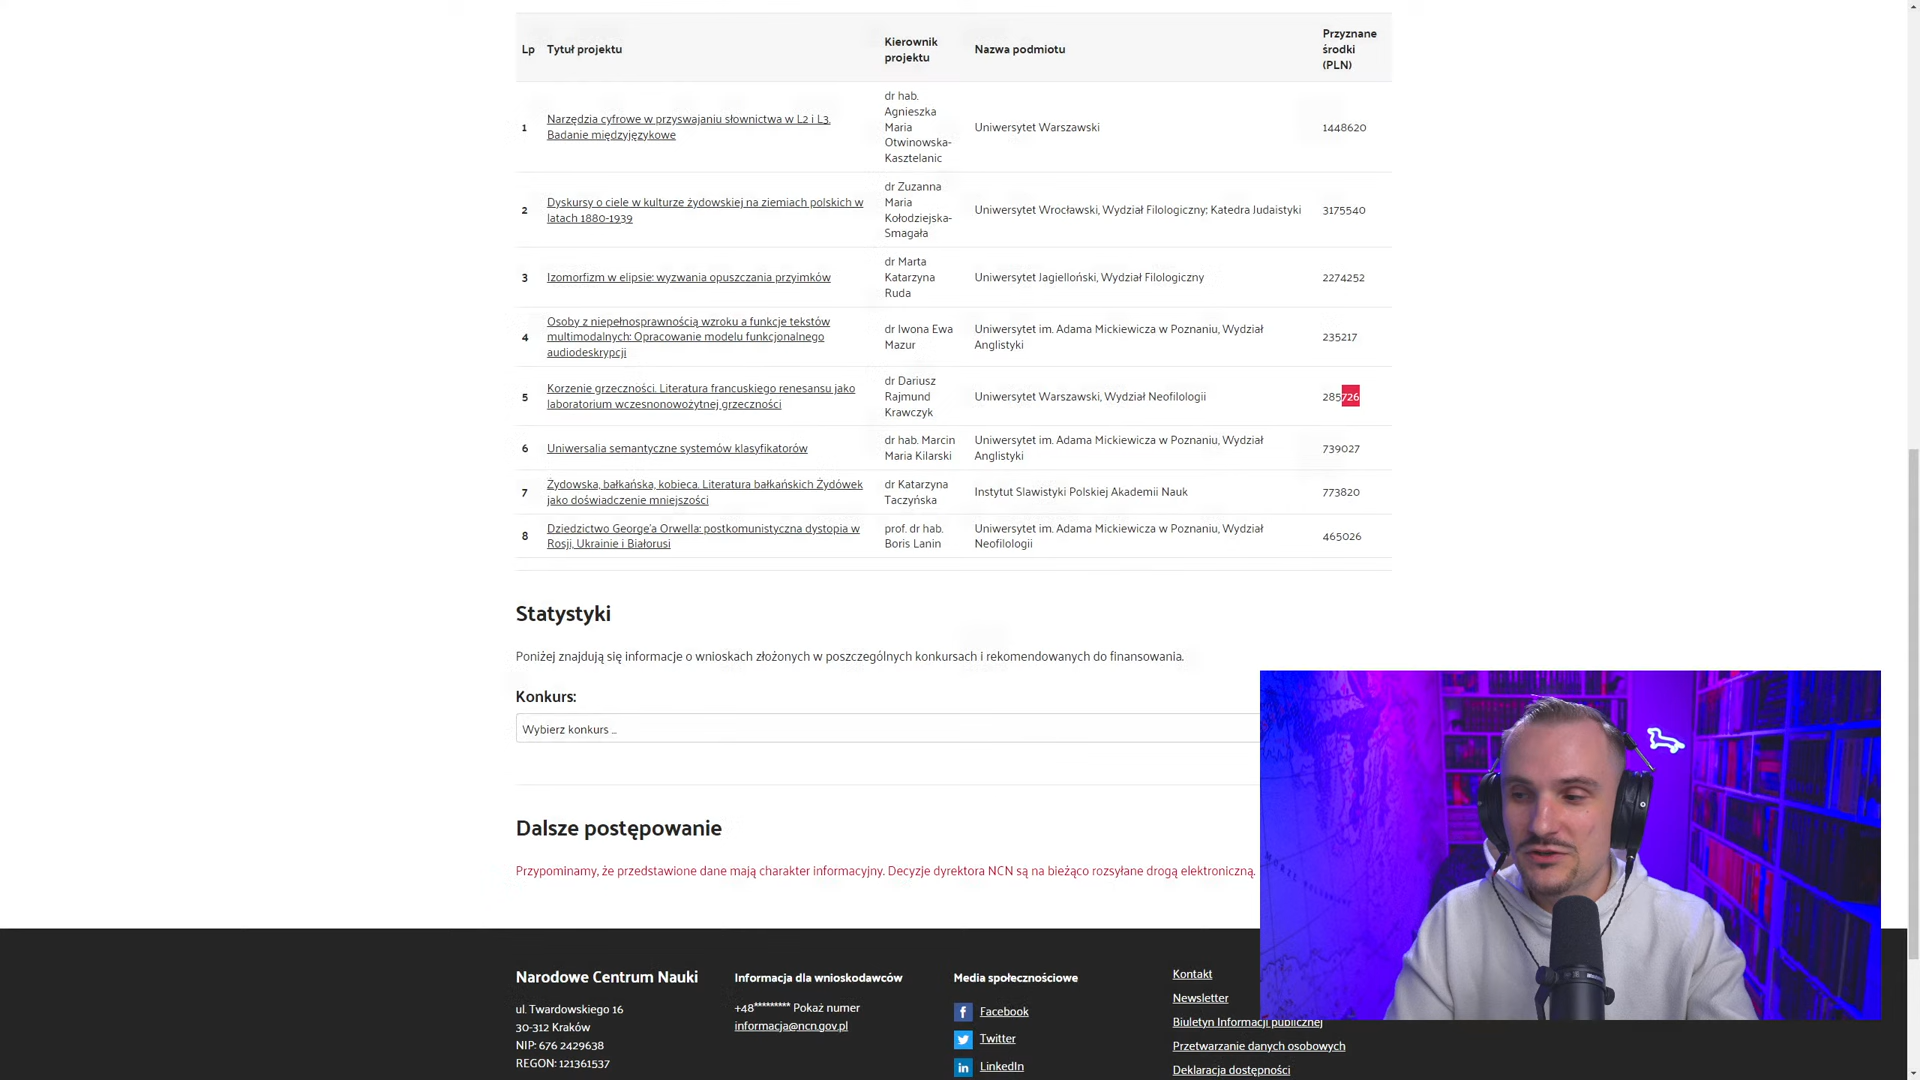 Lp Tytuł projektu Kierownik projektu Nazwa podmiotu Przyznane środki (PLN)
1 Narzędzia cyfrowe w przyswajaniu słownictwa w L2 i L3. Badanie międzyjęzykowe dr hab. Agnieszka Maria Otwinowska-Kasztelanic Uniwersytet Warszawski 1448620
2 Dyskursy o ciele w kulturze żydowskiej na ziemiach polskich w latach 1880-1939 dr Zuzanna Maria Kołodziejska-Smagała Uniwersytet Wrocławski, Wydział Filologiczny; Katedra Judaistyki 3175540
3 Izomorfizm w elipsie: wyzwania opuszczania przyimków dr Marta Katarzyna Ruda Uniwersytet Jagielloński, Wydział Filologiczny 2274252
4 Osoby z niepełnosprawnością wzroku a funkcje tekstów multimodalnych: Opracowanie modelu funkcjonalnego audiodeskrypcji dr Iwona Ewa Mazur Uniwersytet im. Adama Mickiewicza w Poznaniu, Wydział Anglistyki 235217
5 Korzenie grzeczności. Literatura francuskiego renesansu jako laboratorium wczesnonowożytnej grzeczności dr Dariusz Rajmund Krawczyk Uniwersytet Warszawski, Wydział Neofilologii 285726
6 Uniwersalia semantyczne systemów klasyfikatorów dr hab. Marcin Maria Kilarski Uniwersytet im. Adama Mickiewicza w Poznaniu, Wydział Anglistyki 739027
7 Żydowska, bałkańska, kobieca. Literatura bałkańskich Żydówek jako doświadczenie mniejszości dr Katarzyna Taczyńska Instytut Slawistyki Polskiej Akademii Nauk 773820
8 Dziedzictwo George'a Orwella: postkomunistyczna dystopia w Rosji, Ukrainie i Białorusi prof. dr hab. Boris Lanin Uniwersytet im. Adama Mickiewicza w Poznaniu, Wydział Neofilologii 465026
Statystyki
Poniżej znajdują się informacje o wnioskach złożonych w poszczególnych konkursach i rekomendowanych do finansowania.
Konkurs:
Wybierz konkurs ...
Dalsze postępowanie
Przypominamy, że przedstawione dane mają charakter informacyjny. Decyzje dyrektora NCN są na bieżąco rozsyłane drogą elektroniczną.
Narodowe Centrum Nauki
ul. Twardowskiego 16
30-312 Kraków
NIP: 676 2429638
REGON: 121361537
Informacja dla wnioskodawców
+48********* Pokaż numer
informacja@ncn.gov.pl
Media społecznościowe
Facebook
Twitter
LinkedIn
Kontakt
Newsletter
Biuletyn Informacji publicznej
Przetwarzanie danych osobowych
Deklaracja dostępności